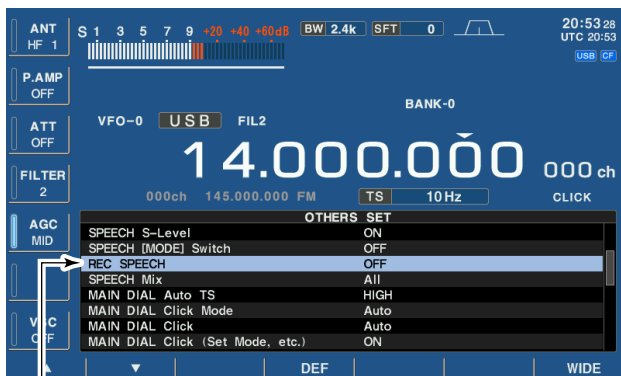 ANT
HF 1
S 1 3 5 7 9 +20 +40 +60dB
BW 2.4k SFT 0
20:53 28
UTC 20:53
USB CF
P.AMP
OFF
BANK-0
VFO-0 USB FIL2
ATT
OFF
14.000.000
000 ch
FILTER
2
000ch 145.000.000 FM
TS 10Hz
CLICK
OTHERS SET
AGC
MID
SPEECH S-Level ON
SPEECH [MODE] Switch OFF
REC SPEECH OFF
SPEECH Mix All
MAIN DIAL Auto TS HIGH
MAIN DIAL Click Mode Auto
MAIN DIAL Click Auto
MAIN DIAL Click (Set Mode, etc.) ON
▲ ▼ DEF WIDE